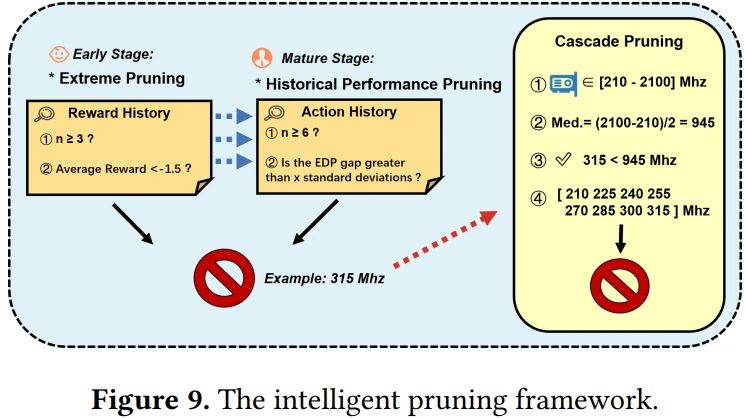 Early Stage:
* Extreme Pruning
Reward History
① n ≥ 3 ?
② Average Reward <-1.5 ?
Mature Stage:
* Historical Performance Pruning
Action History
① n ≥ 6 ?
② Is the EDP gap greater
than x standard deviations ?
Example: 315 Mhz
Cascade Pruning
① ∈ [210 - 2100] Mhz
② Med.= (2100-210)/2 = 945
③ ✓ 315 < 945 Mhz
④ [ 210 225 240 255
270 285 300 315 ] Mhz
Figure 9. The intelligent pruning framework.